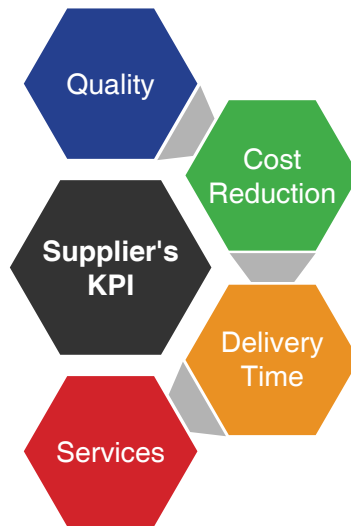 Quality
Cost
Reduction
Supplier's
KPI
Delivery
Time
Services